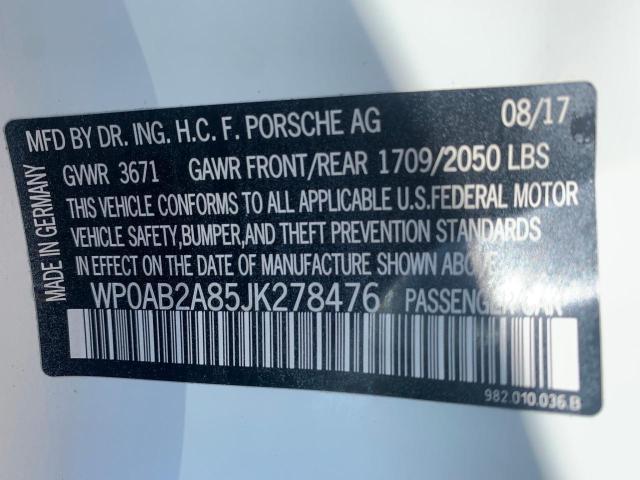 MFD BY DR. ING. H.C. F. PORSCHE AG 08/17
GVWR 3671 GAWR FRONT/REAR 1709/2050 LBS
THIS VEHICLE CONFORMS TO ALL APPLICABLE U.S.FEDERAL MOTOR
VEHICLE SAFETY,BUMPER,AND THEFT PREVENTION STANDARDS
IN EFFECT ON THE DATE OF MANUFACTURE SHOWN ABOVE.
WP0AB2A85JK278476 PASSENGER CAR
982.010.036.B
MADE IN GERMANY